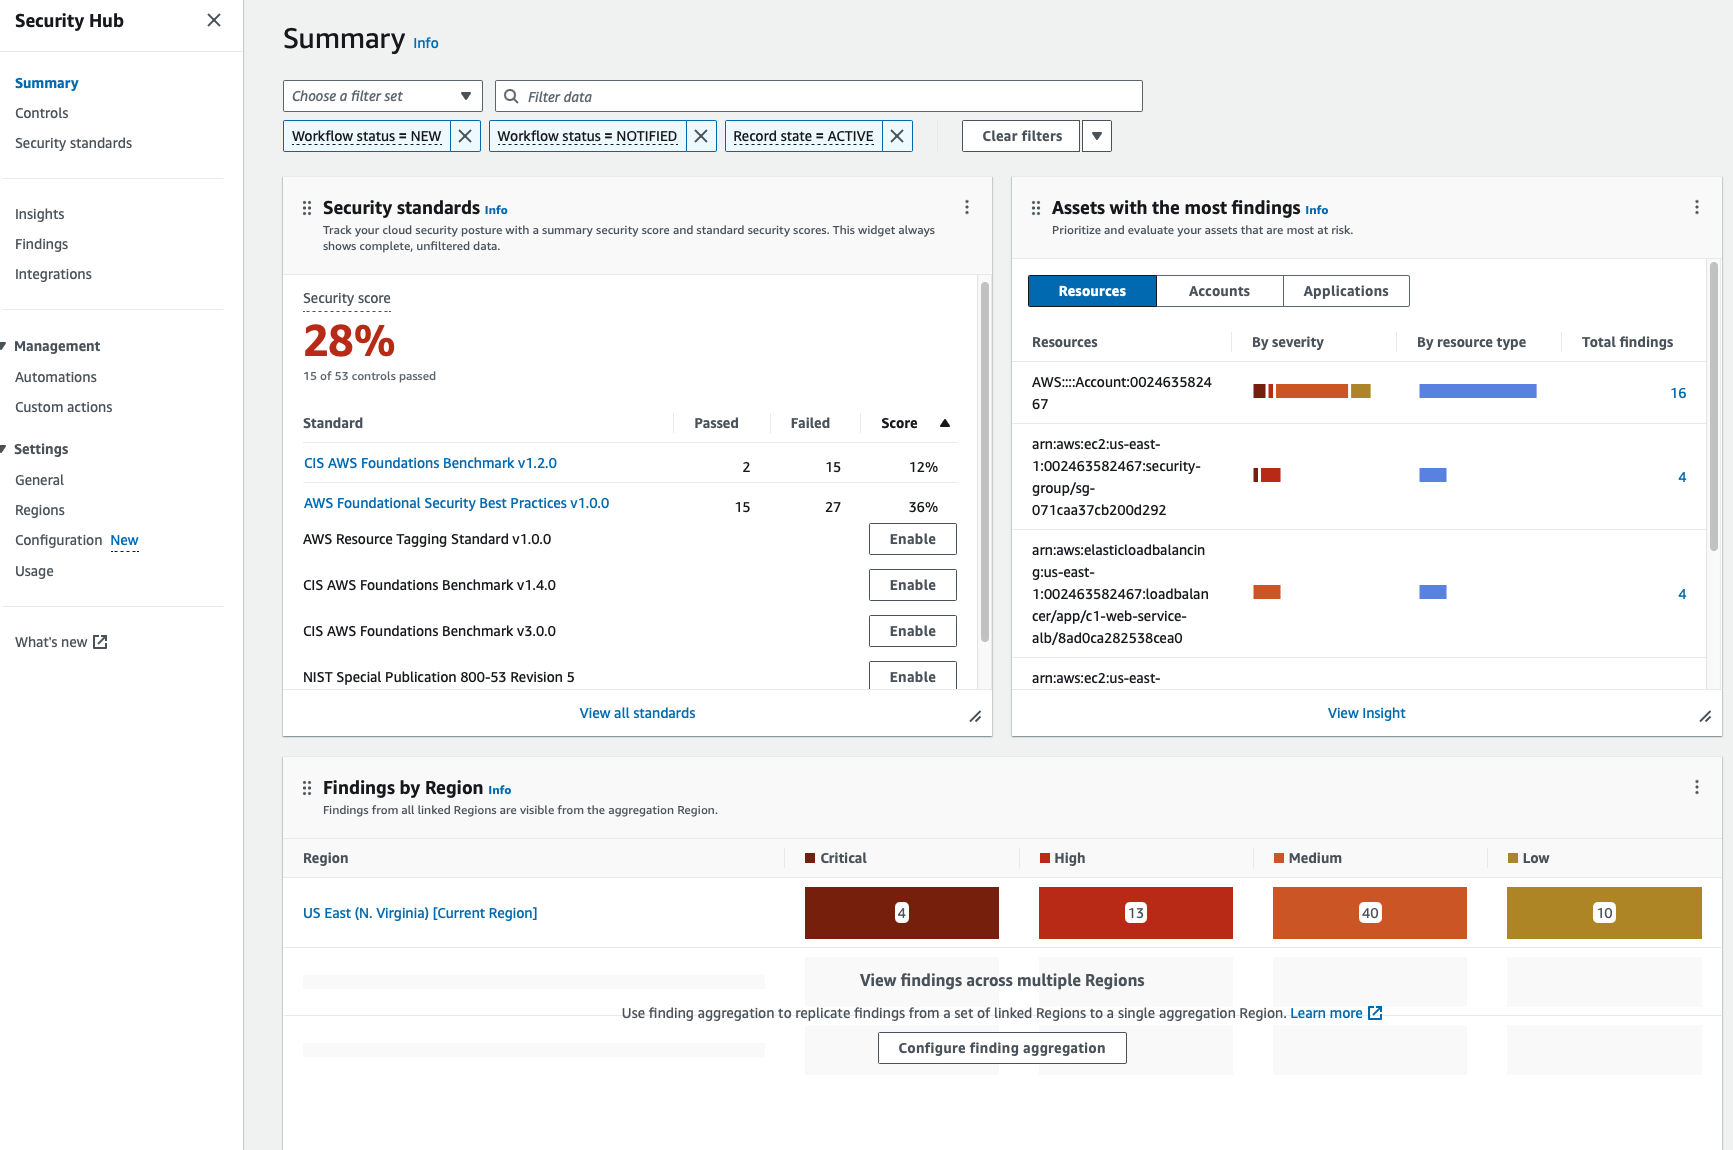 Security Hub
Summary
Controls
Security standards
Insights
Findings
Integrations
Management
Automations
Custom actions
Settings
General
Regions
Configuration New
Usage
What's new
Summary Info
Choose a filter set
Filter data
Workflow status = NEW
Workflow status = NOTIFIED
Record state = ACTIVE
Clear filters
Security standards Info
Track your cloud security posture with a summary security score and standard security scores. This widget always
shows complete, unfiltered data.
Security score
28%
15 of 53 controls passed
Standard Passed Failed Score
CIS AWS Foundations Benchmark v1.2.0 2 15 12%
AWS Foundational Security Best Practices v1.0.0 15 27 36%
AWS Resource Tagging Standard v1.0.0 Enable
CIS AWS Foundations Benchmark v1.4.0 Enable
CIS AWS Foundations Benchmark v3.0.0 Enable
NIST Special Publication 800-53 Revision 5 Enable
View all standards
Assets with the most findings Info
Prioritize and evaluate your assets that are most at risk.
Resources Accounts Applications
Resources By severity By resource type Total findings
AWS::::Account:0024635824
67
16
arn:aws:ec2:us-east-
1:002463582467:security-
group/sg-
071caa37cb200d292
4
arn:aws:elasticloadbalancin
g:us-east-
1:002463582467:loadbalan
cer/app/c1-web-service-
alb/8ad0ca282538cea0
4
arn:aws:ec2:us-east-
View Insight
Findings by Region Info
Findings from all linked Regions are visible from the aggregation Region.
Region Critical High Medium Low
US East (N. Virginia) [Current Region] 4 13 40 10
View findings across multiple Regions
Use finding aggregation to replicate findings from a set of linked Regions to a single aggregation Region. Learn more
Configure finding aggregation